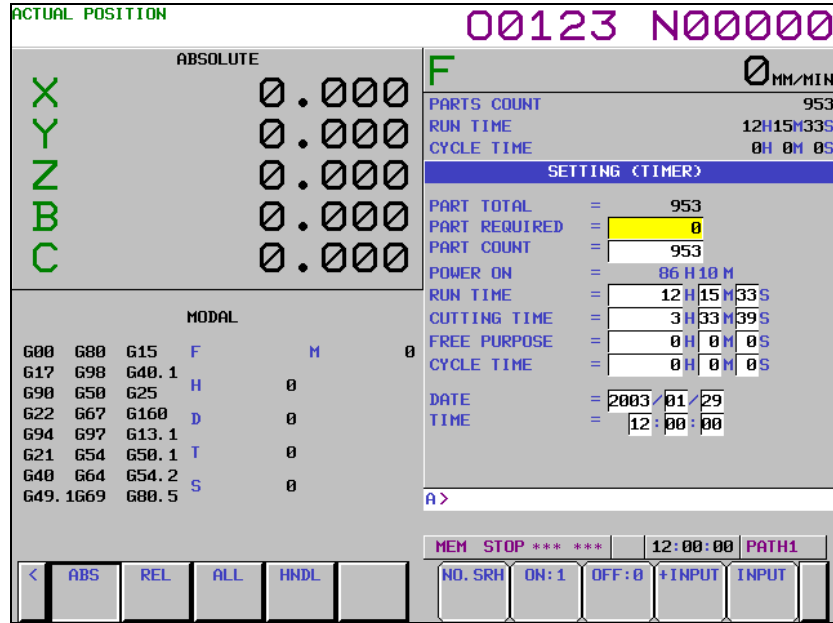 ACTUAL POSITION
O0123 N00000
ABSOLUTE
X 0.000
Y 0.000
Z 0.000
B 0.000
C 0.000
MODAL
G00 G80 G15 F M 0
G17 G98 G40.1
G90 G50 G25 H 0
G22 G67 G160 D 0
G94 G97 G13.1
G21 G54 G50.1 T 0
G40 G64 G54.2 S 0
G49.1G69 G80.5
F 0 MM/MIN
PARTS COUNT 953
RUN TIME 12H15M33S
CYCLE TIME 0H 0M 0S
SETTING (TIMER)
PART TOTAL = 953
PART REQUIRED = 0
PART COUNT = 953
POWER ON = 86 H 10 M
RUN TIME = 12 H 15 M 33 S
CUTTING TIME = 3 H 33 M 39 S
FREE PURPOSE = 0 H 0 M 0 S
CYCLE TIME = 0 H 0 M 0 S
DATE = 2003/01/29
TIME = 12:00:00
A>
MEM STOP *** *** 12:00:00 PATH1
< ABS REL ALL HNDL
NO.SRH ON:1 OFF:0 +INPUT INPUT